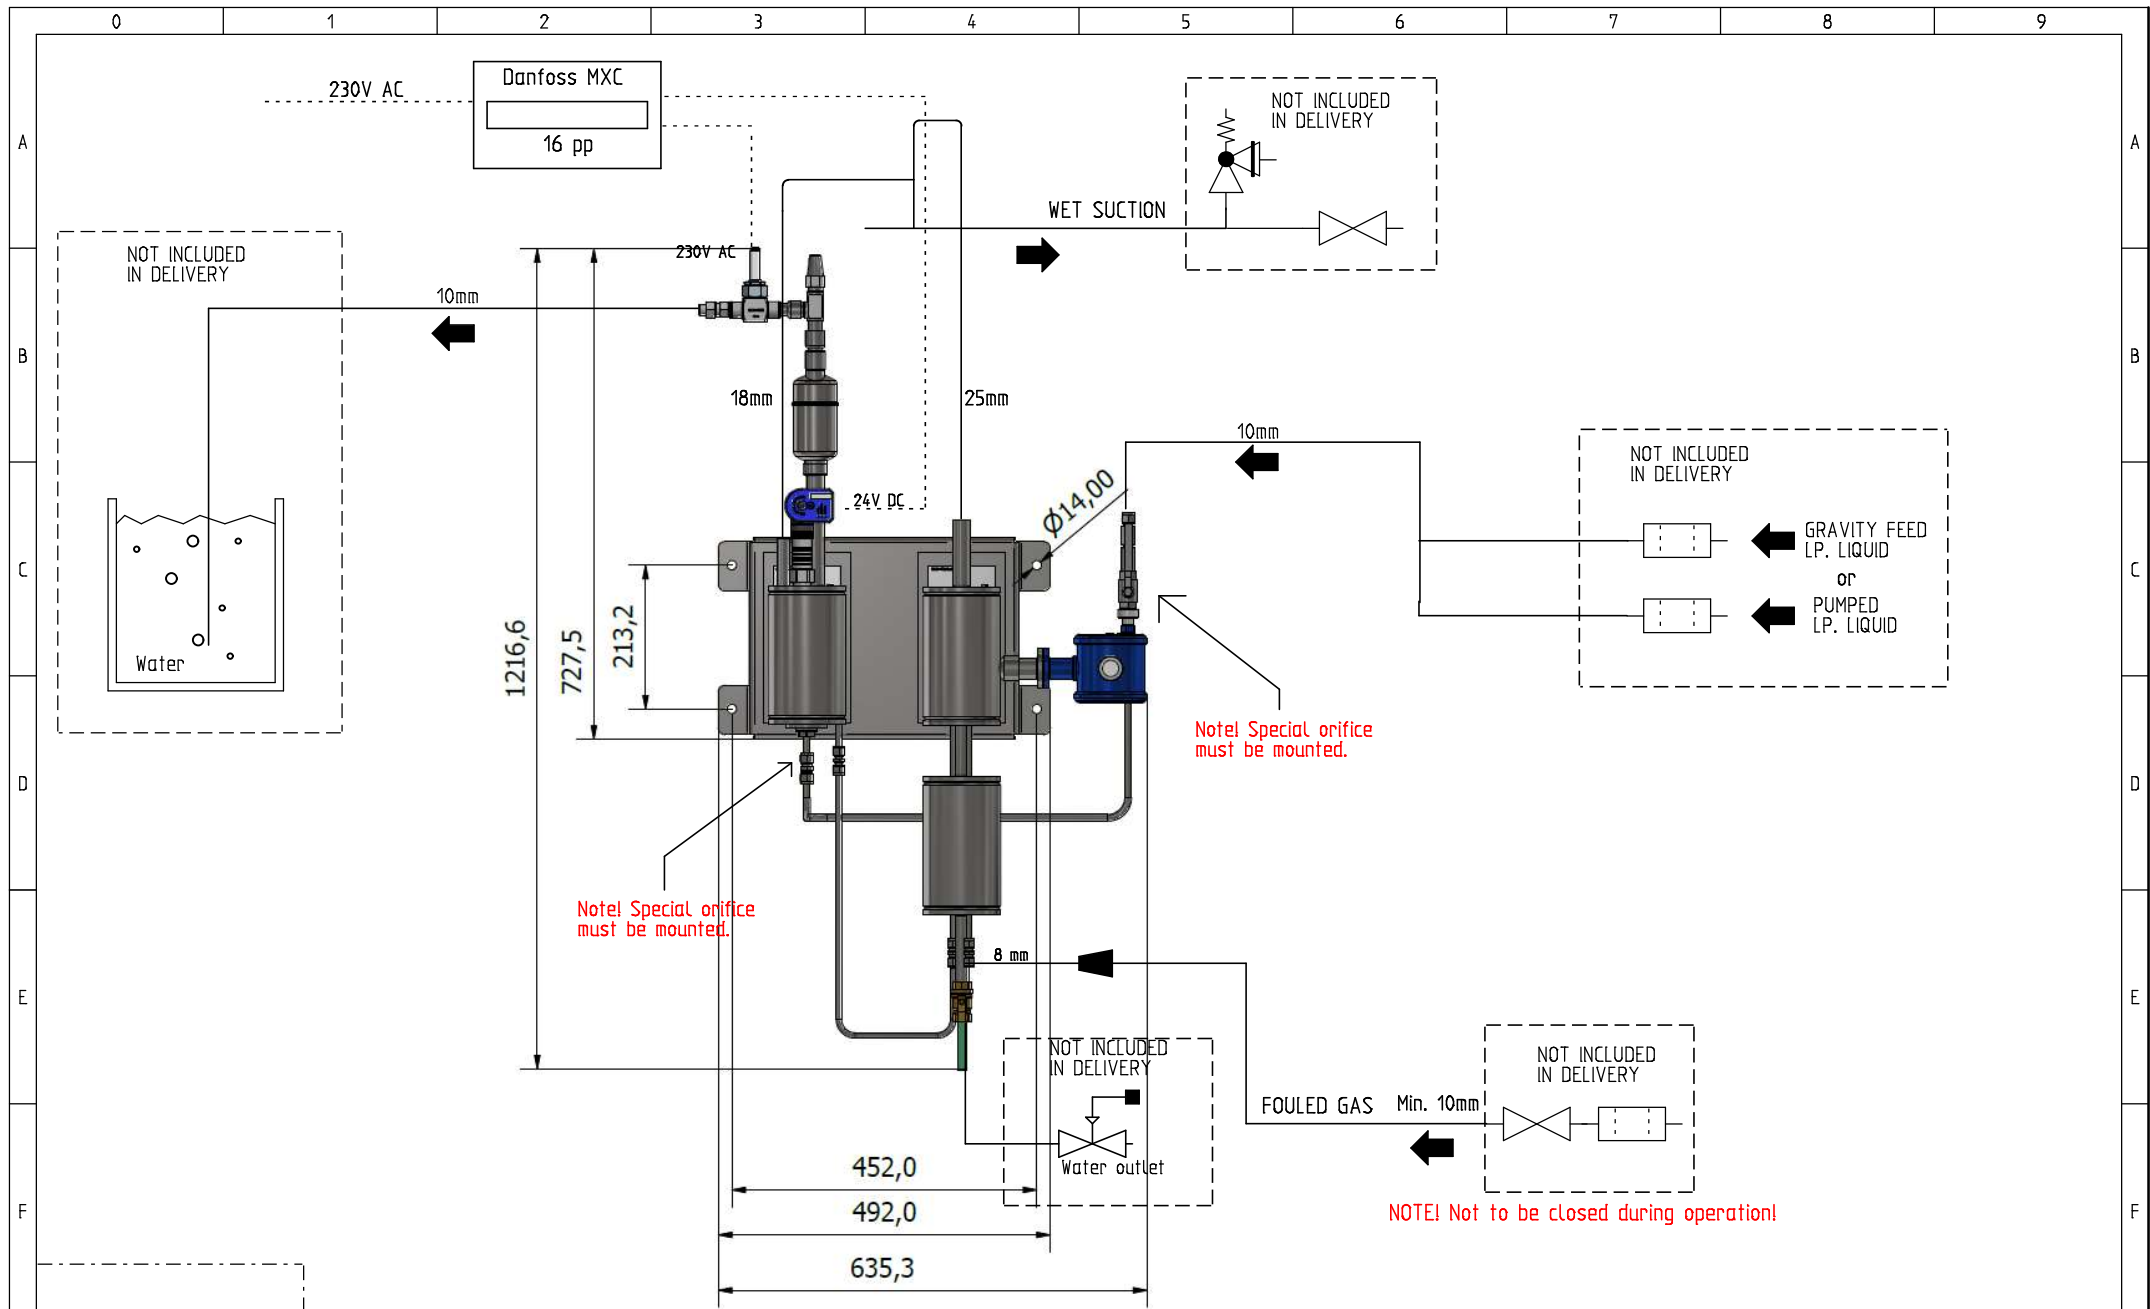 0 1 2 3 4 5 6 7 8 9
A
A
B
B
C
C
D
D
E
E
F
F
230V AC
Danfoss MXC
16 pp
NOT INCLUDED
IN DELIVERY
WET SUCTION
NOT INCLUDED
IN DELIVERY
230V AC
10mm
18mm
25mm
24V DC
Ø14,00
10mm
NOT INCLUDED
IN DELIVERY
GRAVITY FEED
LP. LIQUID
or
PUMPED
LP. LIQUID
Water
1216,6
727,5
213,2
Note! Special orifice
must be mounted.
Note! Special orifice
must be mounted.
8 mm
NOT INCLUDED
IN DELIVERY
Water outlet
FOULED GAS Min. 10mm
NOT INCLUDED
IN DELIVERY
NOTE! Not to be closed during operation!
452,0
492,0
635,3